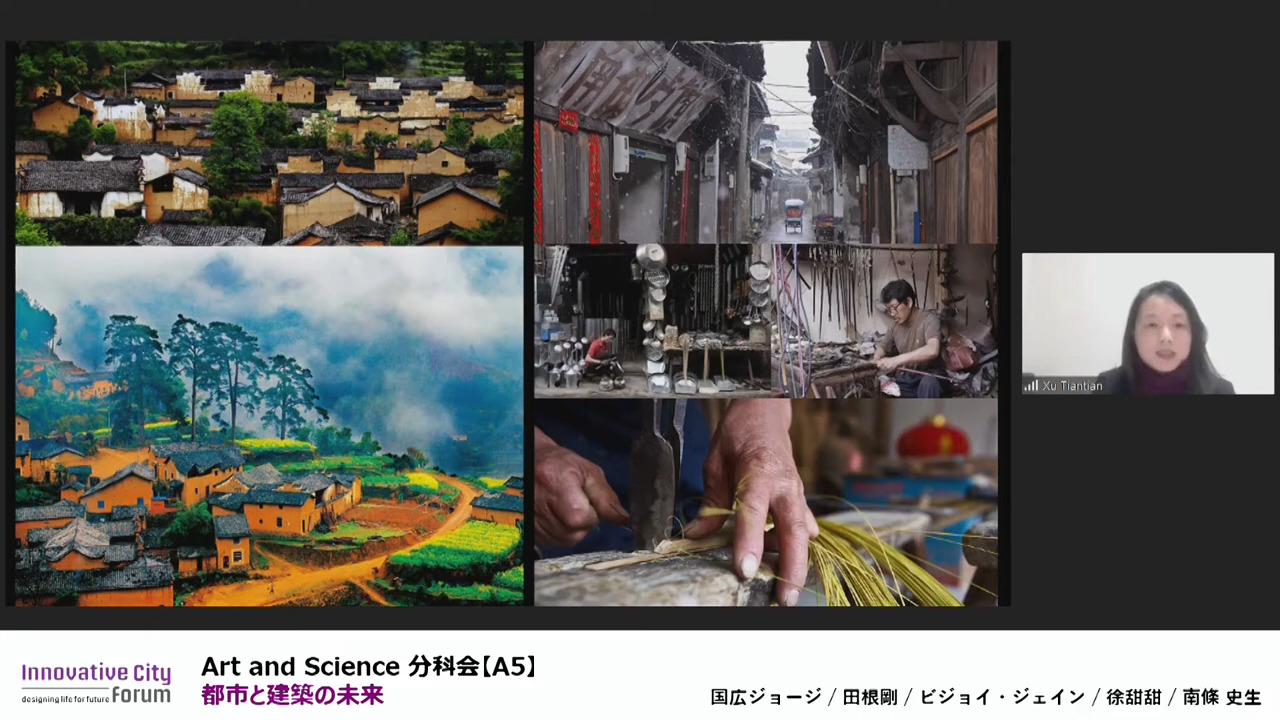 Xu Tiantian
Innovative City
designing life for future Forum
Art and Science 分科会【A5】
都市と建築の未来
国広ジョージ / 田根剛 / ビジョイ・ジェイン / 徐甜甜 / 南條 史生